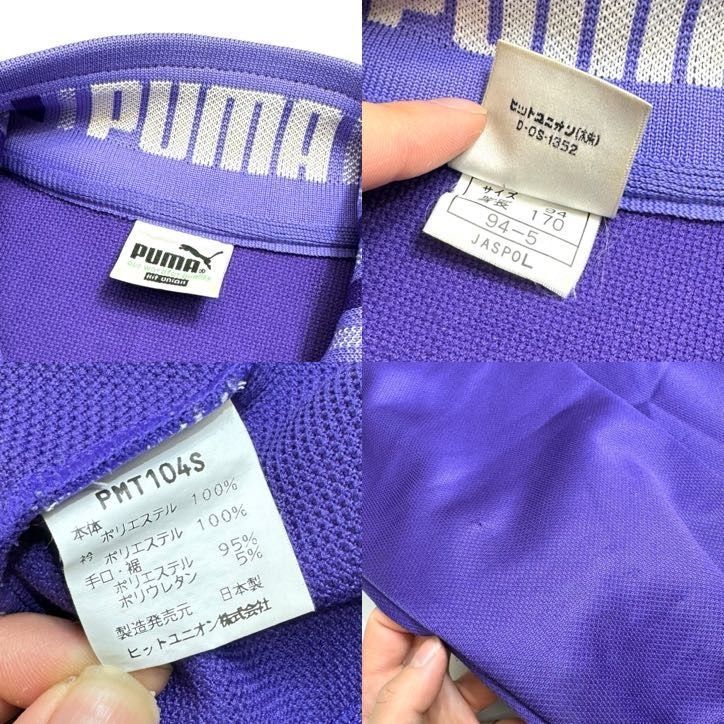 PUMA
PUMA
Hit Union
ヒットユニオン(株)
D-OS-1352
サイズ
身長 170
94-5
JASPO L
PMT104S
本体 ポリエステル 100%
衿 ポリエステル 100%
手口・裾
ポリエステル 95%
ポリウレタン 5%
日本製
製造発売元
ヒットユニオン株式会社